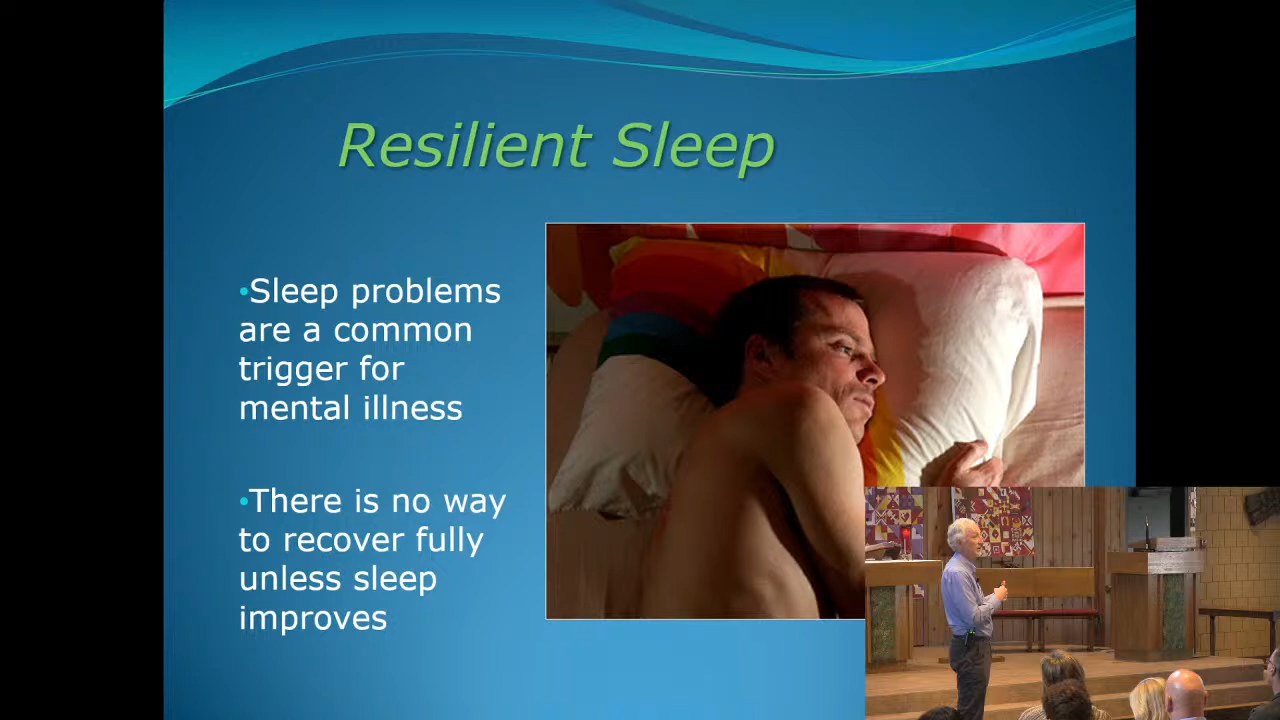 Resilient Sleep
•Sleep problems
are a common
trigger for
mental illness
•There is no way
to recover fully
unless sleep
improves